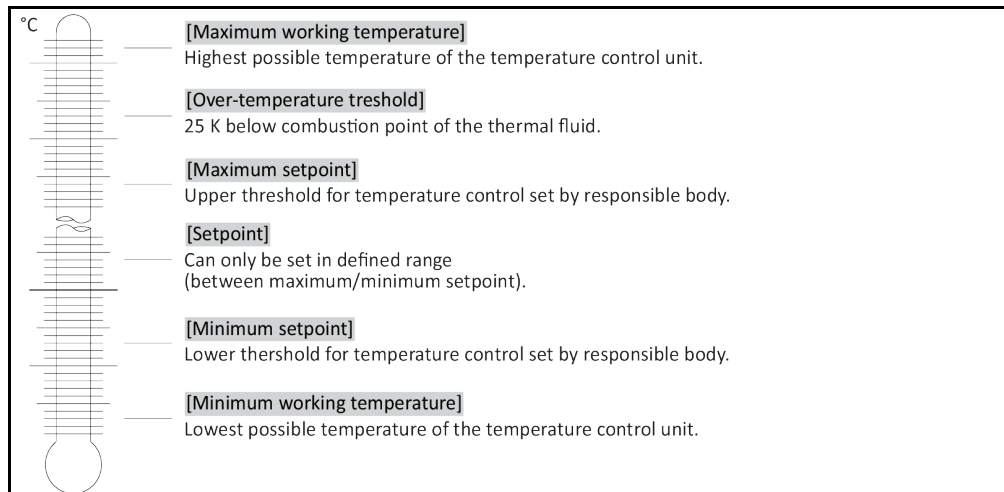 °C
[Maximum working temperature]
Highest possible temperature of the temperature control unit.
[Over-temperature treshold]
25 K below combustion point of the thermal fluid.
[Maximum setpoint]
Upper threshold for temperature control set by responsible body.
[Setpoint]
Can only be set in defined range
(between maximum/minimum setpoint).
[Minimum setpoint]
Lower thershold for temperature control set by responsible body.
[Minimum working temperature]
Lowest possible temperature of the temperature control unit.